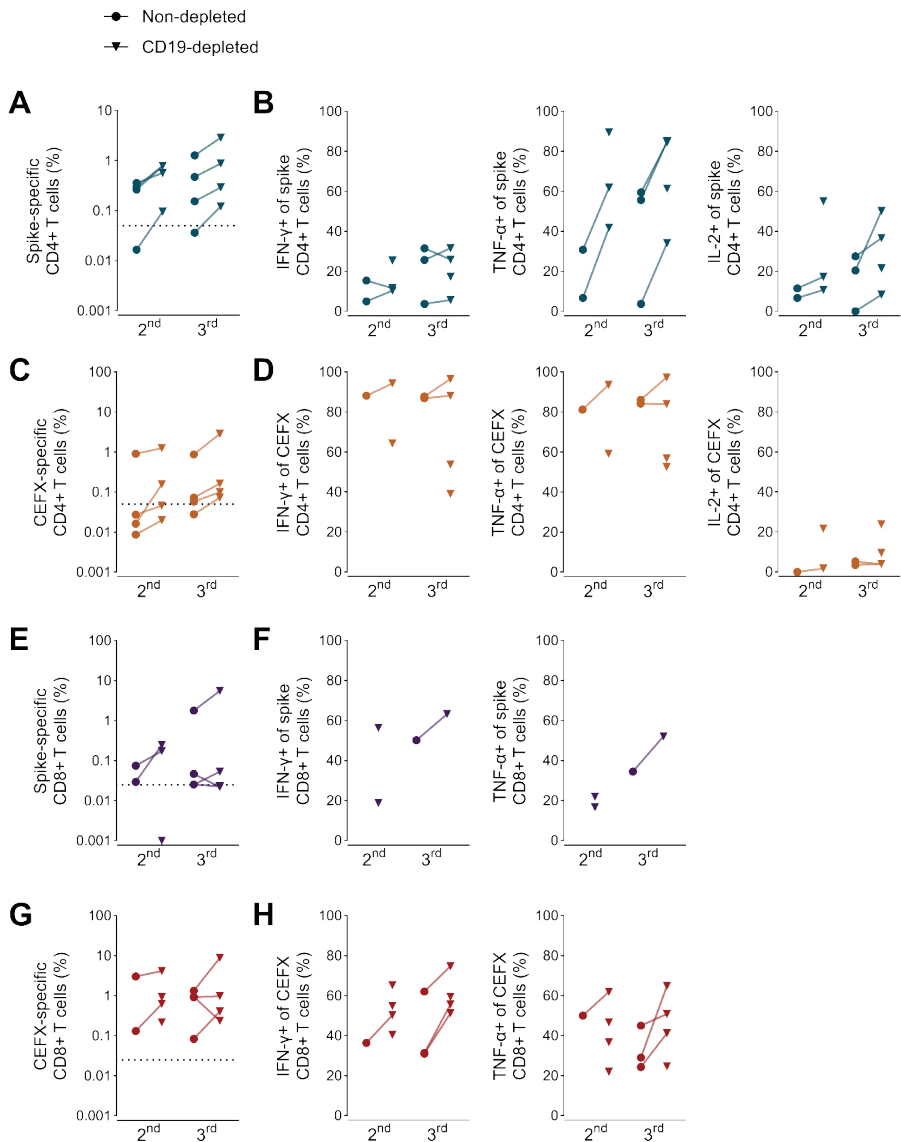 Non-depleted
CD19-depleted
A
Spike-specific
CD4+ T cells (%)
10
1
0.1
0.01
0.001
2nd 3rd
B
IFN-γ+ of spike
CD4+ T cells (%)
100
80
60
40
20
0
2nd 3rd
TNF-α+ of spike
CD4+ T cells (%)
100
80
60
40
20
0
2nd 3rd
IL-2+ of spike
CD4+ T cells (%)
100
80
60
40
20
0
2nd 3rd
C
CEFX-specific
CD4+ T cells (%)
100
10
1
0.1
0.01
0.001
2nd 3rd
D
IFN-γ+ of CEFX
CD4+ T cells (%)
100
80
60
40
20
0
2nd 3rd
TNF-α+ of CEFX
CD4+ T cells (%)
100
80
60
40
20
0
2nd 3rd
IL-2+ of CEFX
CD4+ T cells (%)
100
80
60
40
20
0
2nd 3rd
E
Spike-specific
CD8+ T cells (%)
100
10
1
0.1
0.01
0.001
2nd 3rd
F
IFN-γ+ of spike
CD8+ T cells (%)
100
80
60
40
20
0
2nd 3rd
TNF-α+ of spike
CD8+ T cells (%)
100
80
60
40
20
0
2nd 3rd
G
CEFX-specific
CD8+ T cells (%)
100
10
1
0.1
0.01
0.001
2nd 3rd
H
IFN-γ+ of CEFX
CD8+ T cells (%)
100
80
60
40
20
0
2nd 3rd
TNF-α+ of CEFX
CD8+ T cells (%)
100
80
60
40
20
0
2nd 3rd